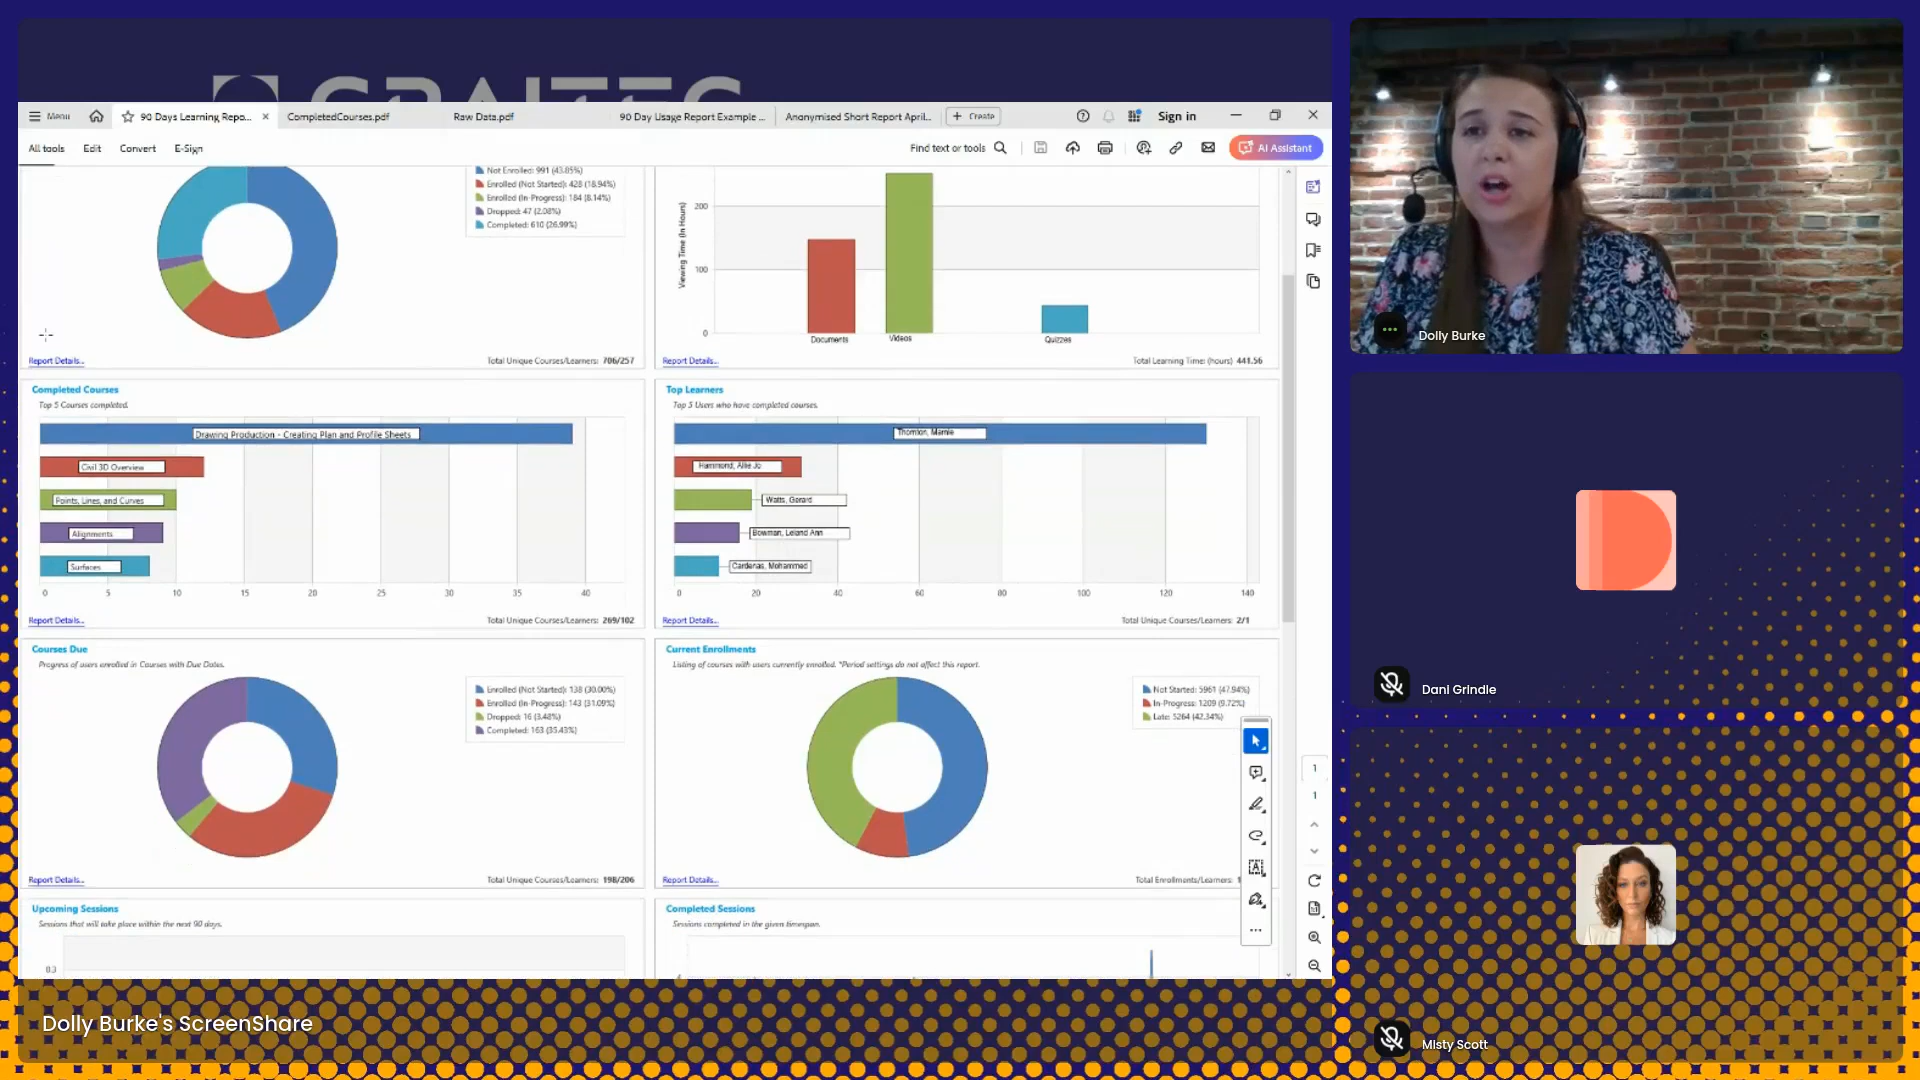 GRAITEC
Menu
90 Days Learning Repo...
CompletedCourses.pdf
Raw Data.pdf
90 Day Usage Report Example ...
Anonymised Short Report April...
+ Create
Sign in
All tools
Edit
Convert
E-Sign
Find text or tools
AI Assistant
Not Enrolled: 991 (43.85%)
Enrolled (Not Started): 428 (18.94%)
Enrolled (In-Progress): 184 (8.14%)
Dropped: 47 (2.08%)
Completed: 610 (26.99%)
Report Details...
Total Unique Courses/Learners: 706/257
Viewing Time (In Hours)
200
100
0
Documents
Videos
Quizzes
Report Details...
Total Learning Time: (hours) 441.56
Completed Courses
Top 5 Courses completed.
Drawing Production - Creating Plan and Profile Sheets
Civil 3D Overview
Points, Lines, and Curves
Alignments
Surfaces
0 5 10 15 20 25 30 35 40
Report Details...
Total Unique Courses/Learners: 269/102
Top Learners
Top 5 Users who have completed courses.
Thornton, Marnie
Hammond, Allie Jo
Watts, Gerard
Bowman, Leland Ann
Cardenas, Mohammed
0 20 40 60 80 100 120 140
Report Details...
Total Unique Courses/Learners: 2/1
Courses Due
Progress of users enrolled in Courses with Due Dates.
Enrolled (Not Started): 138 (30.00%)
Enrolled (In-Progress): 143 (31.09%)
Dropped: 16 (3.48%)
Completed: 163 (35.43%)
Report Details...
Total Unique Courses/Learners: 198/206
Current Enrollments
Listing of courses with users currently enrolled. *Period settings do not affect this report.
Not Started: 5961 (47.94%)
In-Progress: 1209 (9.72%)
Late: 5264 (42.34%)
Report Details...
Total Enrollments/Learners: 1
Upcoming Sessions
Sessions that will take place within the next 90 days.
0.3
Completed Sessions
Sessions completed in the given timespan.
4
1
1
Dolly Burke
Dani Grindle
Misty Scott
Dolly Burke's ScreenShare